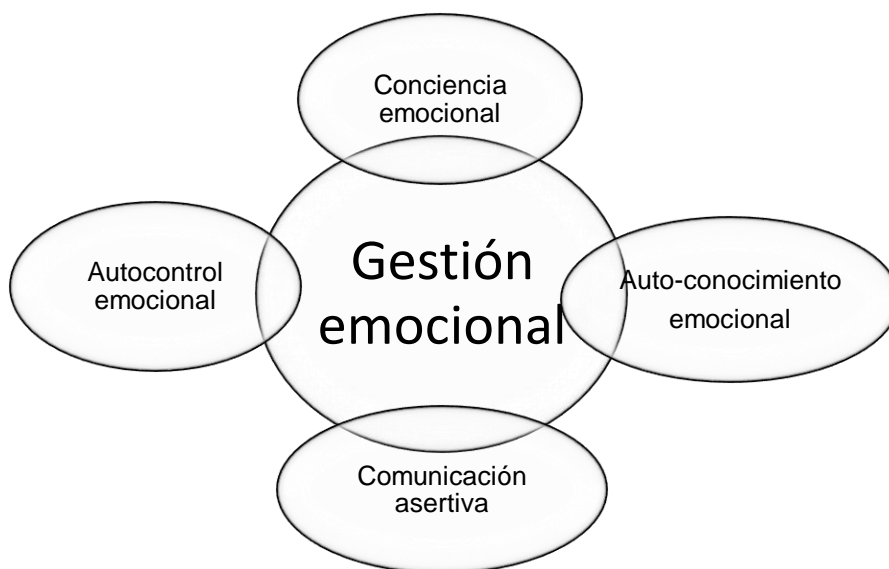 Conciencia
emocional
Gestión
emocional
Autocontrol
emocional
Auto-conocimiento
emocional
Comunicación
asertiva